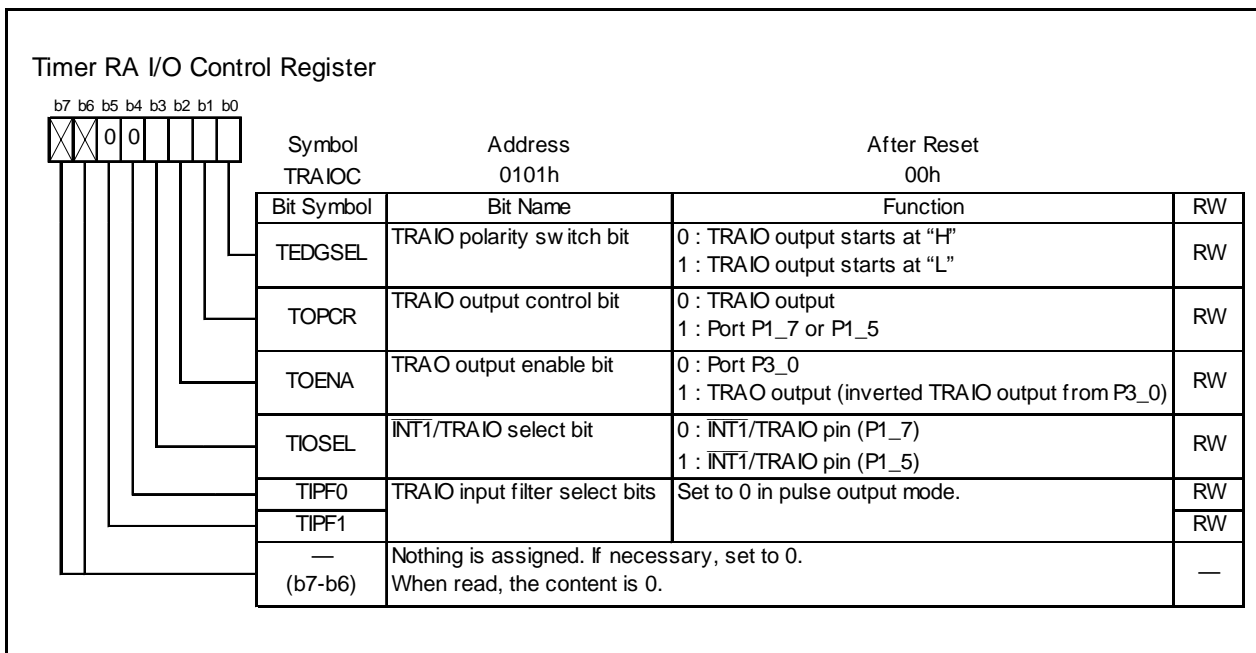 Timer RA I/O Control Register
b7 b6 b5 b4 b3 b2 b1 b0
0 0
Symbol Address After Reset
TRAIOC 0101h 00h
Bit Symbol Bit Name Function RW
TEDGSEL TRAIO polarity switch bit 0 : TRAIO output starts at “H” RW
1 : TRAIO output starts at “L”
TOPCR TRAIO output control bit 0 : TRAIO output RW
1 : Port P1_7 or P1_5
TOENA TRAO output enable bit 0 : Port P3_0 RW
1 : TRAO output (inverted TRAIO output from P3_0)
TIOSEL INT1/TRAIO select bit 0 : INT1/TRAIO pin (P1_7) RW
1 : INT1/TRAIO pin (P1_5)
TIPF0 TRAIO input filter select bits Set to 0 in pulse output mode. RW
TIPF1 RW
— Nothing is assigned. If necessary, set to 0. —
(b7-b6) When read, the content is 0.